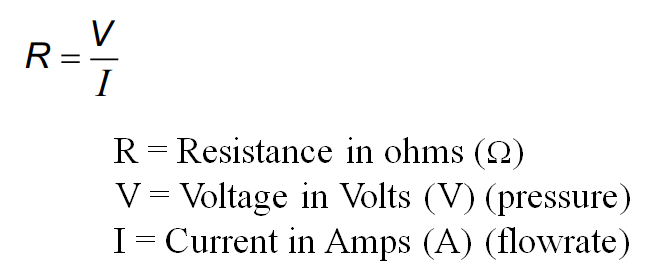 R = V/I
R = Resistance in ohms (Ω)
V = Voltage in Volts (V) (pressure)
I = Current in Amps (A) (flowrate)